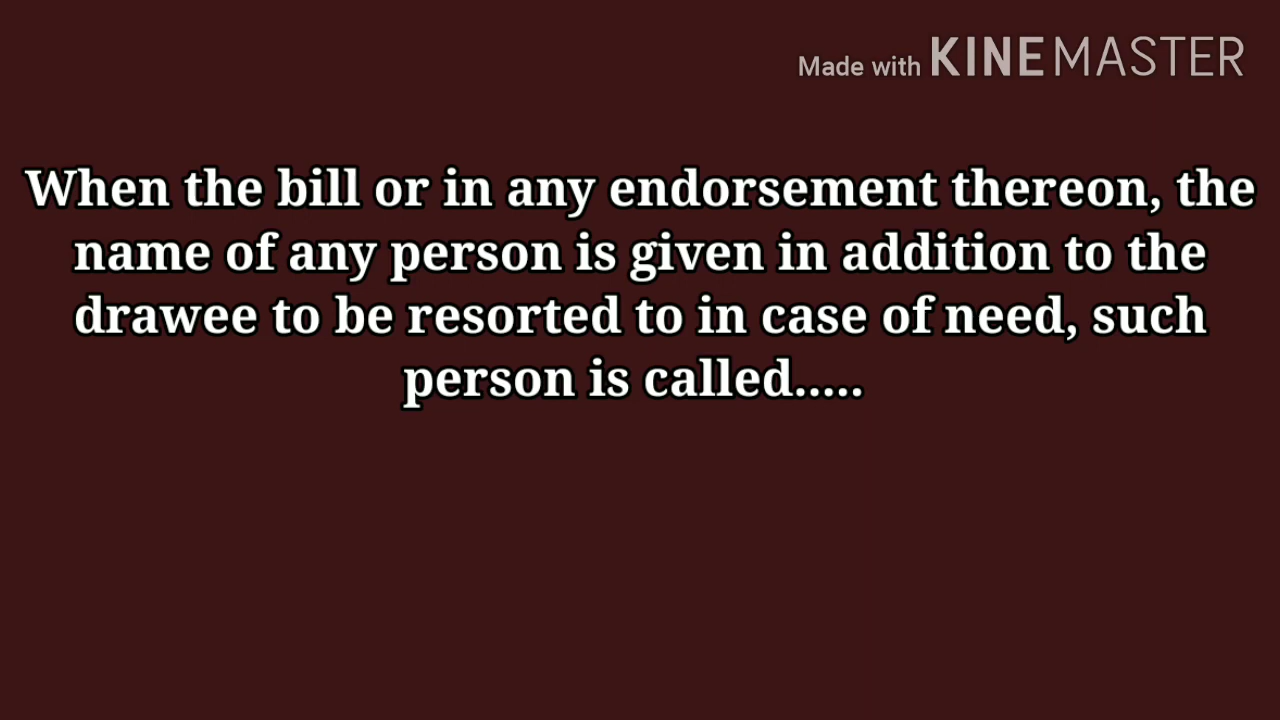 Made with KINEMASTER
When the bill or in any endorsement thereon, the
name of any person is given in addition to the
drawee to be resorted to in case of need, such
person is called.....